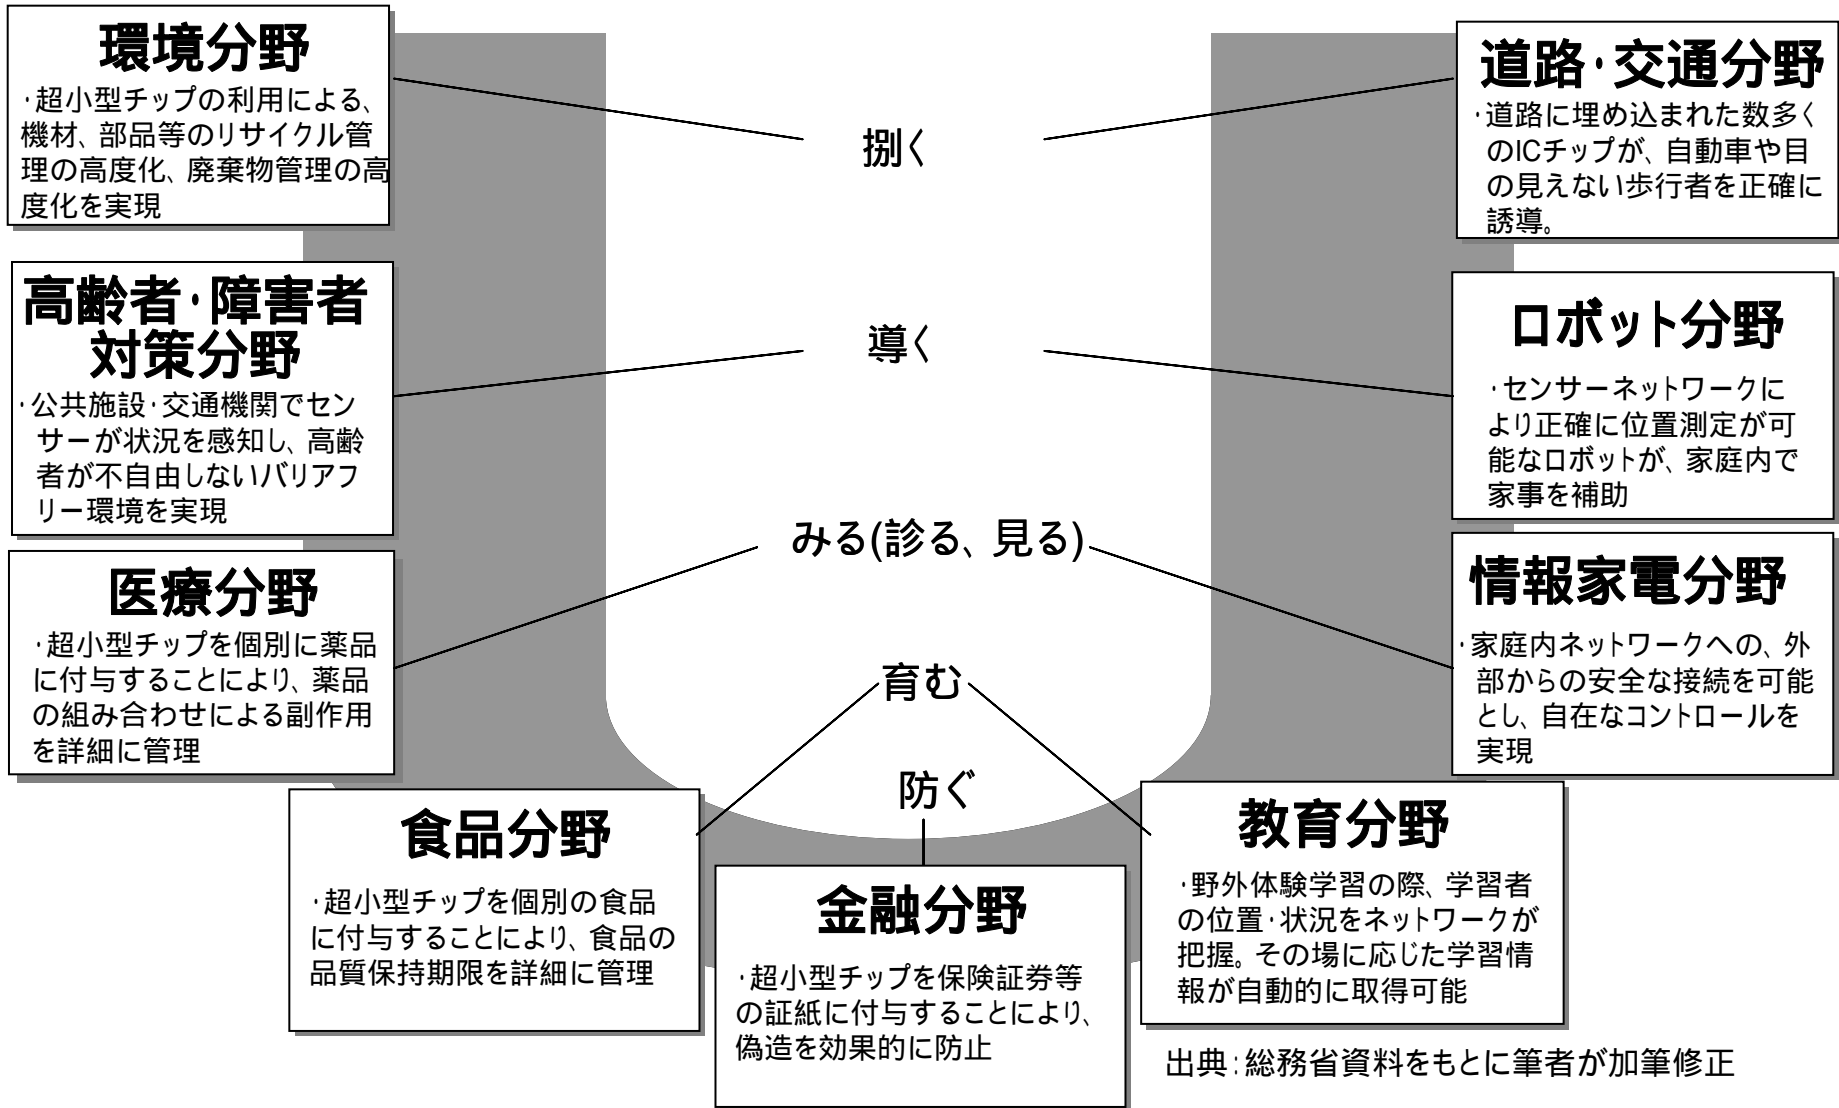 環境分野
・超小型チップの利用による、
機材、部品等のリサイクル管
理の高度化、廃棄物管理の高
度化を実現
高齢者・障害者
対策分野
・公共施設・交通機関でセン
サーが状況を感知し、高齢
者が不自由しないバリアフ
リー環境を実現
医療分野
・超小型チップを個別に薬品
に付与することにより、薬品
の組み合わせによる副作用
を詳細に管理
食品分野
・超小型チップを個別の食品
に付与することにより、食品の
品質保持期限を詳細に管理
捌く
導く
みる(診る、見る)
育む
防ぐ
金融分野
・超小型チップを保険証券等
の証紙に付与することにより、
偽造を効果的に防止
道路・交通分野
・道路に埋め込まれた数多く
のICチップが、自動車や目
の見えない歩行者を正確に
誘導。
ロボット分野
・センサーネットワークに
より正確に位置測定が可
能なロボットが、家庭内で
家事を補助
情報家電分野
・家庭内ネットワークへの、外
部からの安全な接続を可能
とし、自在なコントロールを
実現
教育分野
・野外体験学習の際、学習者
の位置・状況をネットワークが
把握。その場に応じた学習情
報が自動的に取得可能
出典：総務省資料をもとに筆者が加筆修正